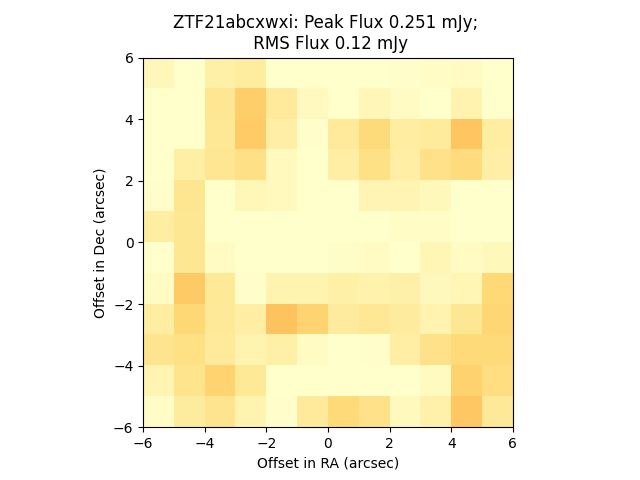 ZTF21abcxwxi: Peak Flux 0.251 mJy;
RMS Flux 0.12 mJy
6
4
2
0
−2
−4
−6
Offset in Dec (arcsec)
−6 −4 −2 0 2 4 6
Offset in RA (arcsec)